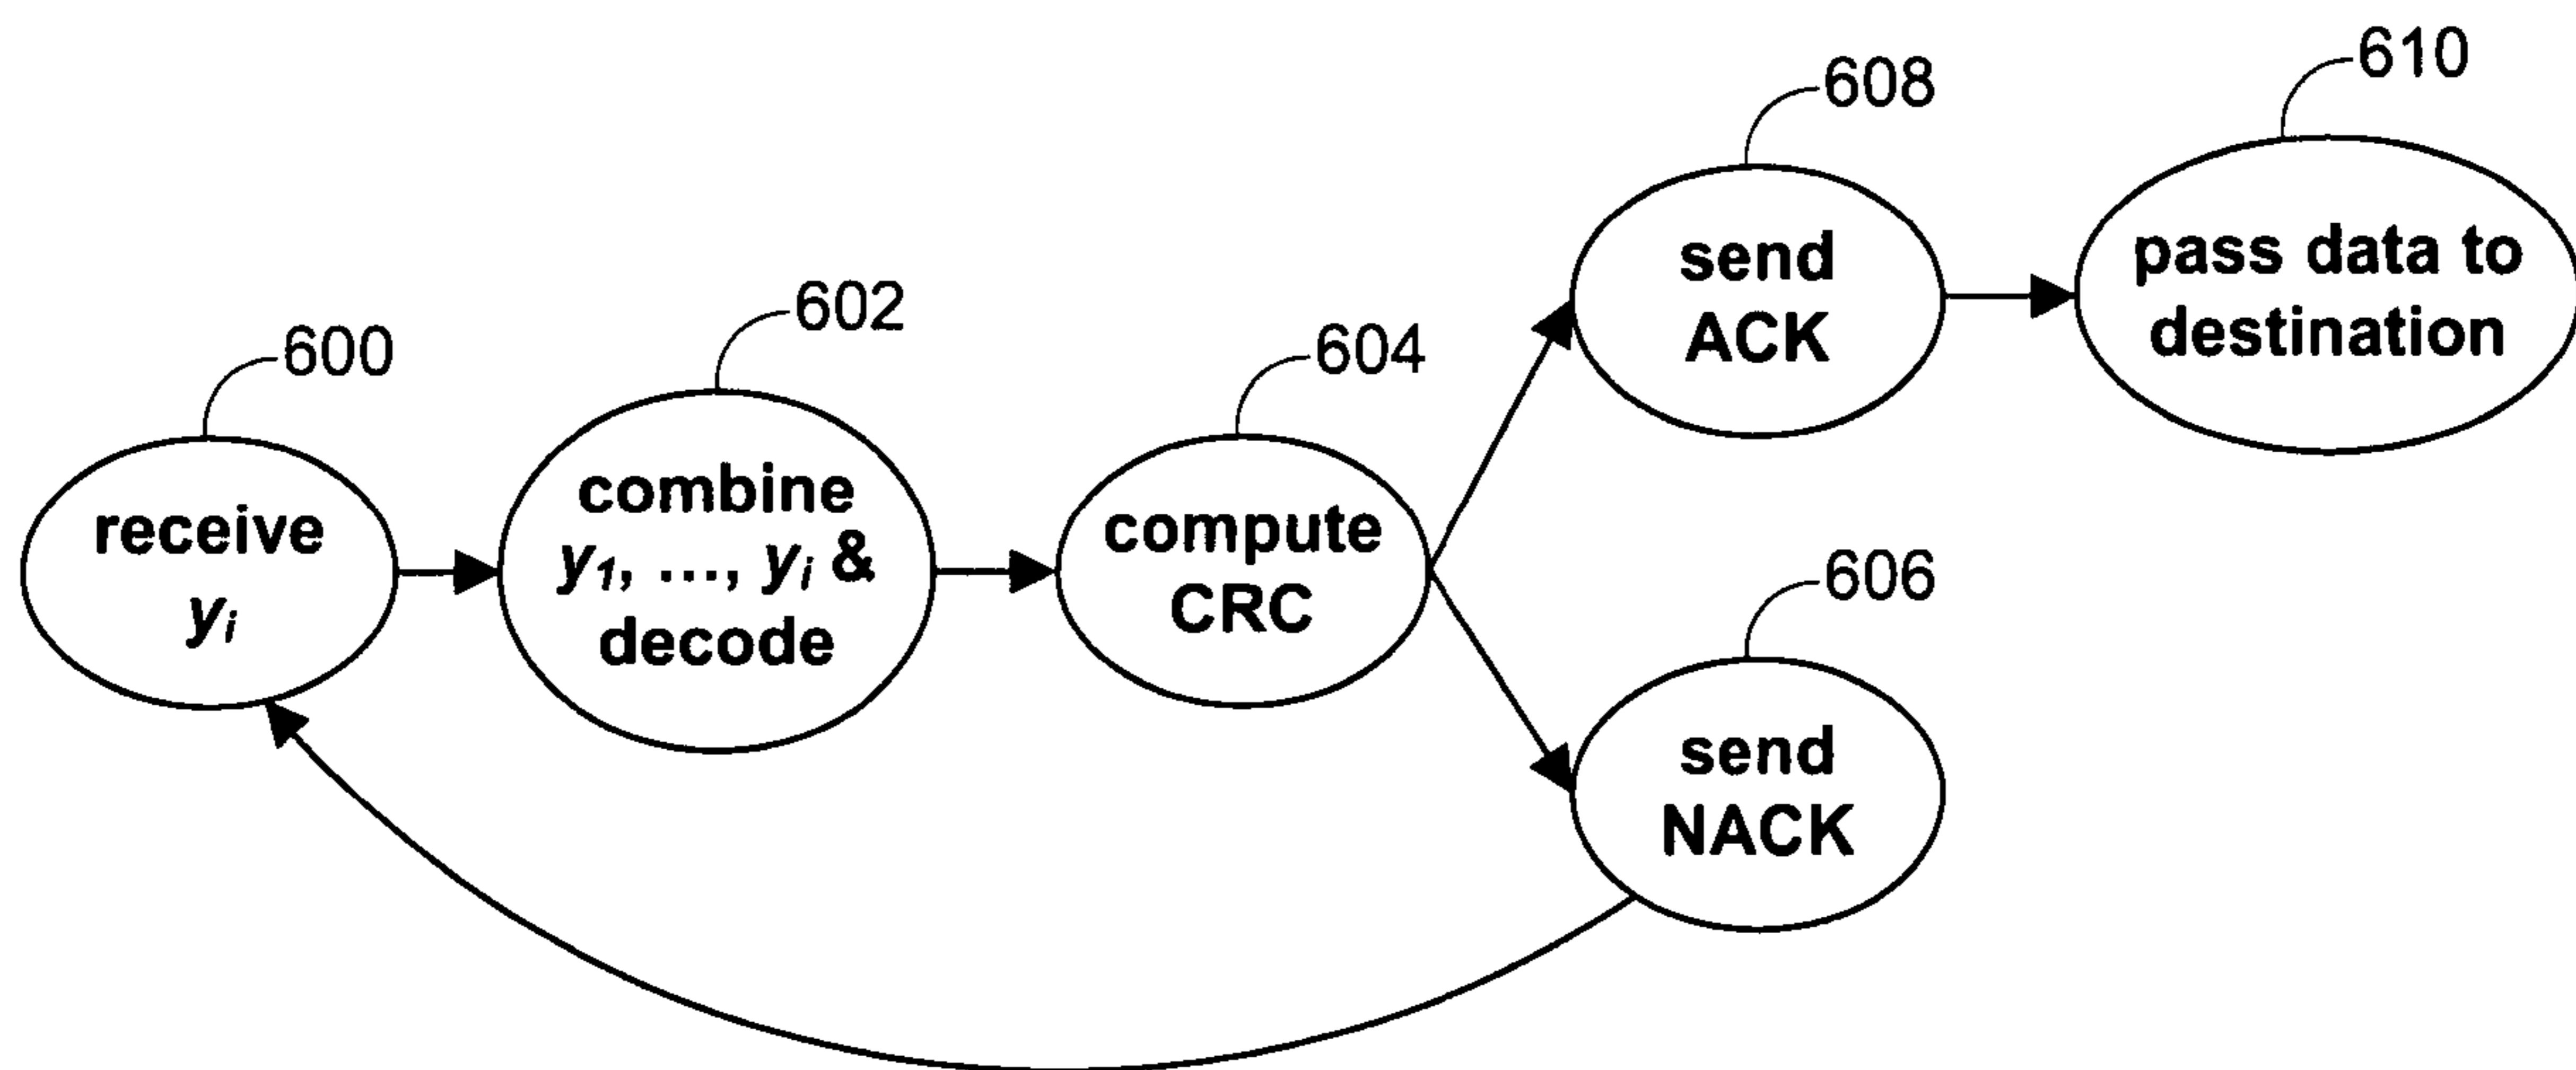 600
receive
yi
602
combine
y1, ..., yi &
decode
604
compute
CRC
608
send
ACK
610
pass data to
destination
606
send
NACK